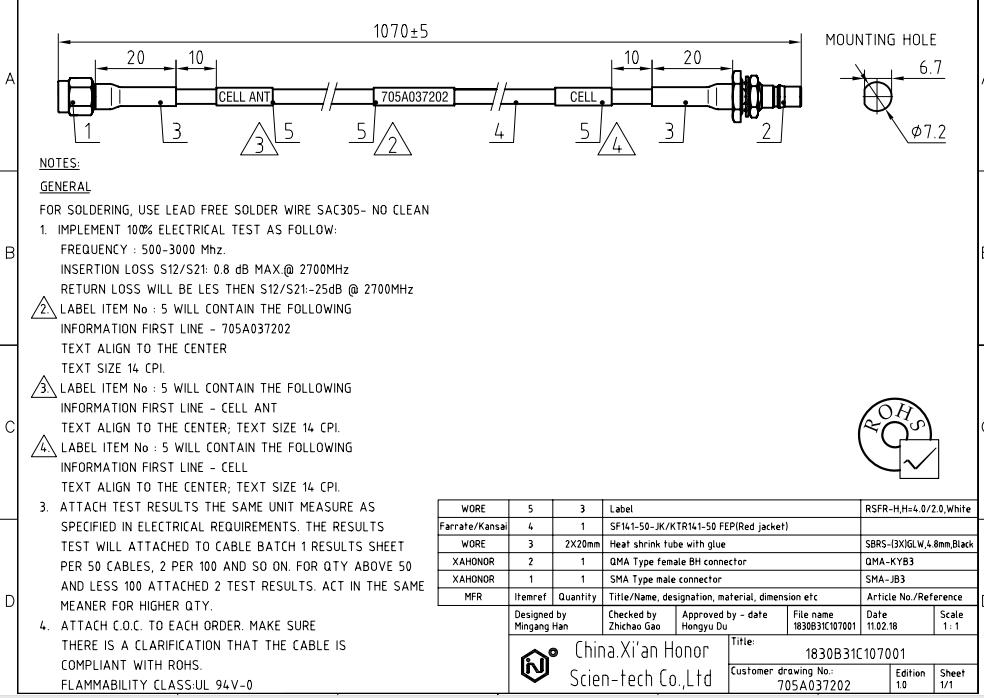 1070±5
MOUNTING HOLE
20
10
10
20
6.7
A
CELL ANT
705A037202
CELL
ø7.2
1
3
3
5
5
2
4
5
4
3
2
NOTES:
GENERAL
FOR SOLDERING, USE LEAD FREE SOLDER WIRE SAC305- NO CLEAN
1. IMPLEMENT 100% ELECTRICAL TEST AS FOLLOW:
B
FREQUENCY : 500-3000 Mhz.
INSERTION LOSS S12/S21: 0.8 dB MAX.@ 2700MHz
RETURN LOSS WILL BE LES THEN S12/S21:-25dB @ 2700MHz
2. LABEL ITEM No : 5 WILL CONTAIN THE FOLLOWING
INFORMATION FIRST LINE - 705A037202
TEXT ALIGN TO THE CENTER
TEXT SIZE 14 CPI.
3. LABEL ITEM No : 5 WILL CONTAIN THE FOLLOWING
INFORMATION FIRST LINE - CELL ANT
C
TEXT ALIGN TO THE CENTER; TEXT SIZE 14 CPI.
4. LABEL ITEM No : 5 WILL CONTAIN THE FOLLOWING
INFORMATION FIRST LINE - CELL
TEXT ALIGN TO THE CENTER; TEXT SIZE 14 CPI.
ROHS
3. ATTACH TEST RESULTS THE SAME UNIT MEASURE AS
SPECIFIED IN ELECTRICAL REQUIREMENTS. THE RESULTS
TEST WILL ATTACHED TO CABLE BATCH 1 RESULTS SHEET
PER 50 CABLES, 2 PER 100 AND SO ON. FOR QTY ABOVE 50
AND LESS 100 ATTACHED 2 TEST RESULTS. ACT IN THE SAME
D
MEANER FOR HIGHER QTY.
4. ATTACH C.O.C. TO EACH ORDER. MAKE SURE
THERE IS A CLARIFICATION THAT THE CABLE IS
COMPLIANT WITH ROHS.
FLAMMABILITY CLASS:UL 94V-0
WORE 5 3 Label RSFR-H,H=4.0/2.0,White
Farrate/Kansai 4 1 SF141-50-JK/KTR141-50 FEP(Red jacket)
WORE 3 2X20mm Heat shrink tube with glue SBRS-(3X)GLW,4.8mm,Black
XAHONOR 2 1 QMA Type female BH connector QMA-KYB3
XAHONOR 1 1 SMA Type male connector SMA-JB3
MFR Itemref Quantity Title/Name, designation, material, dimension etc Article No./Reference
Designed by Checked by Approved by - date File name Date Scale
Mingang Han Zhichao Gao Hongyu Du 1830B31C107001 11.02.18 1 : 1
China.Xi'an Honor
Scien-tech Co.,Ltd
Title:
1830B31C107001
Customer drawing No.: Edition Sheet
705A037202 1.0 1/1